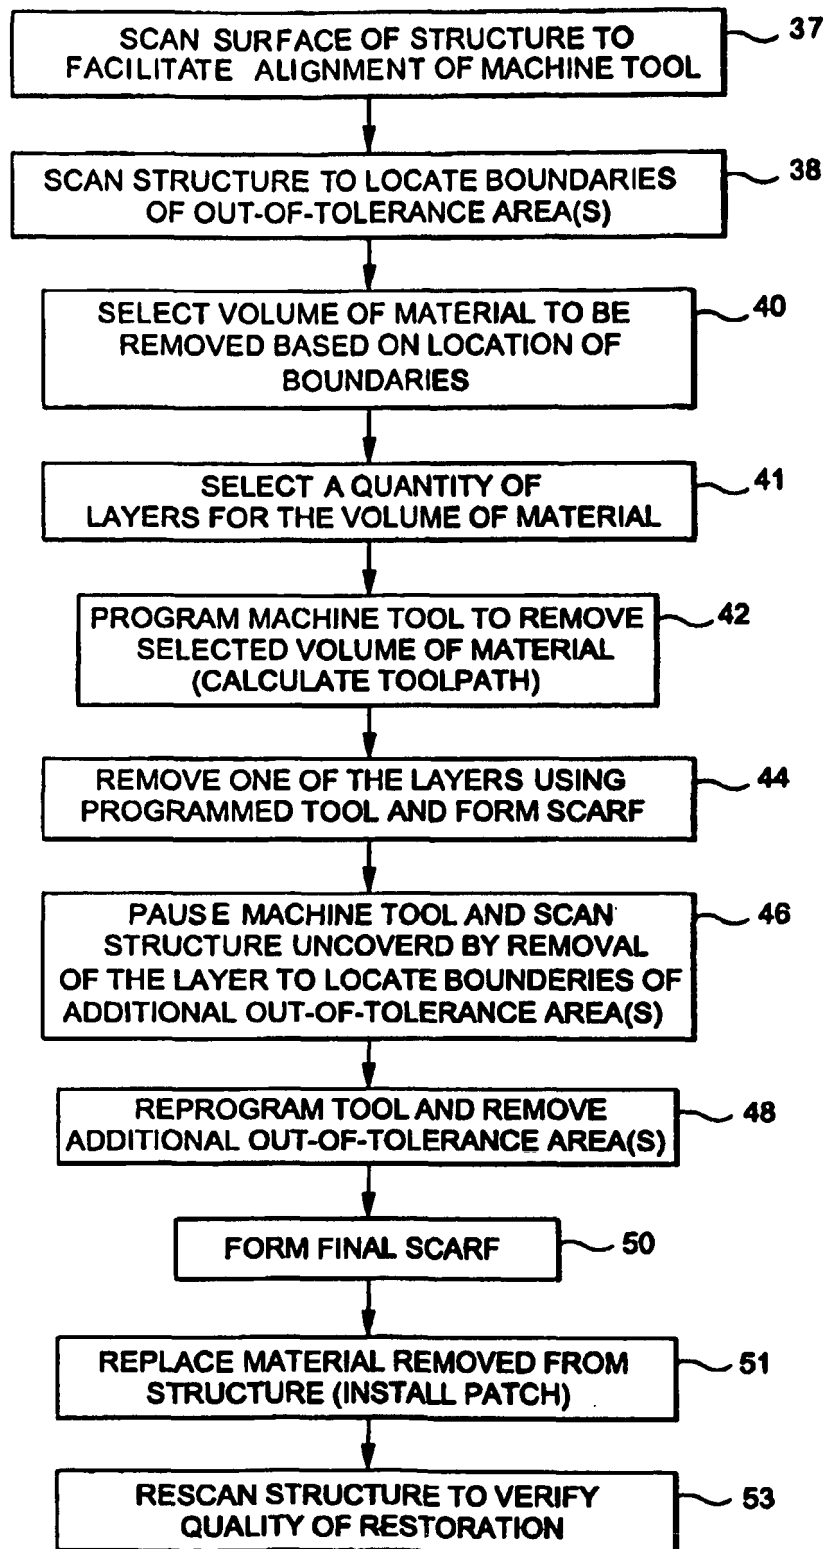 SCAN SURFACE OF STRUCTURE TO
FACILITATE ALIGNMENT OF MACHINE TOOL
37
SCAN STRUCTURE TO LOCATE BOUNDARIES
OF OUT-OF-TOLERANCE AREA(S)
38
SELECT VOLUME OF MATERIAL TO BE
REMOVED BASED ON LOCATION OF
BOUNDARIES
40
SELECT A QUANTITY OF
LAYERS FOR THE VOLUME OF MATERIAL
41
PROGRAM MACHINE TOOL TO REMOVE
SELECTED VOLUME OF MATERIAL
(CALCULATE TOOLPATH)
42
REMOVE ONE OF THE LAYERS USING
PROGRAMMED TOOL AND FORM SCARF
44
PAUSE MACHINE TOOL AND SCAN
STRUCTURE UNCOVERD BY REMOVAL
OF THE LAYER TO LOCATE BOUNDERIES OF
ADDITIONAL OUT-OF-TOLERANCE AREA(S)
46
REPROGRAM TOOL AND REMOVE
ADDITIONAL OUT-OF-TOLERANCE AREA(S)
48
FORM FINAL SCARF
50
REPLACE MATERIAL REMOVED FROM
STRUCTURE (INSTALL PATCH)
51
RESCAN STRUCTURE TO VERIFY
QUALITY OF RESTORATION
53